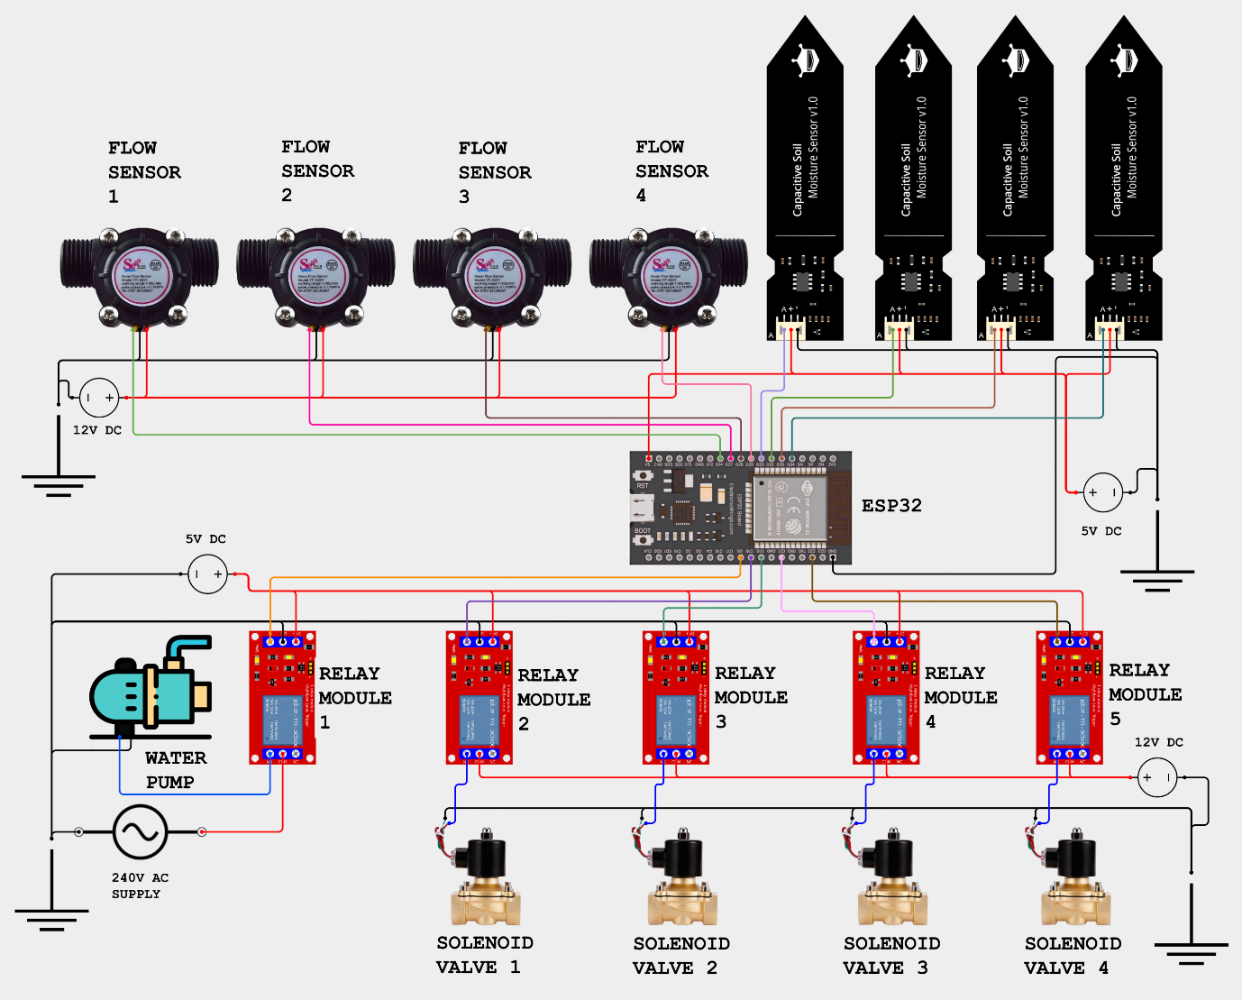 FLOW
SENSOR
1
FLOW
SENSOR
2
FLOW
SENSOR
3
FLOW
SENSOR
4
Capacitive Soil
Moisture Sensor v1.0
Capacitive Soil
Moisture Sensor v1.0
Capacitive Soil
Moisture Sensor v1.0
Capacitive Soil
Moisture Sensor v1.0
12V DC
RST
BOOT
ESP32 Board
ESP32
5V DC
5V DC
RELAY
MODULE
1
RELAY
MODULE
2
RELAY
MODULE
3
RELAY
MODULE
4
RELAY
MODULE
5
WATER
PUMP
12V DC
240V AC
SUPPLY
SOLENOID
VALVE 1
SOLENOID
VALVE 2
SOLENOID
VALVE 3
SOLENOID
VALVE 4